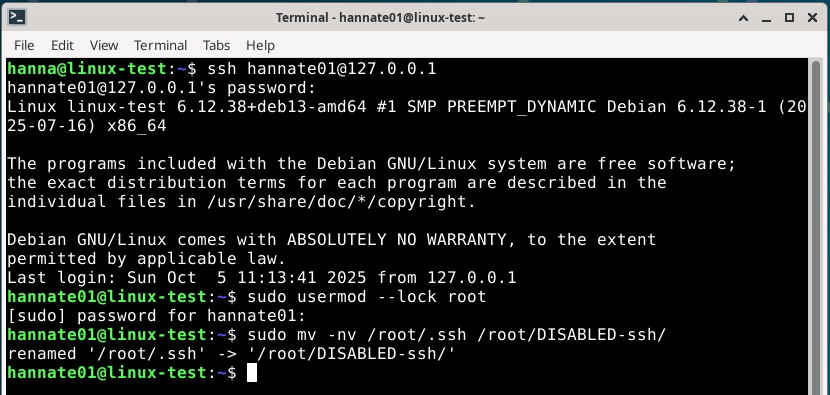 Terminal - hannate01@linux-test: ~
File Edit View Terminal Tabs Help
hanna@linux-test:~$ ssh hannate01@127.0.0.1
hannate01@127.0.0.1's password:
Linux linux-test 6.12.38+deb13-amd64 #1 SMP PREEMPT_DYNAMIC Debian 6.12.38-1 (20
25-07-16) x86_64
The programs included with the Debian GNU/Linux system are free software;
the exact distribution terms for each program are described in the
individual files in /usr/share/doc/*/copyright.
Debian GNU/Linux comes with ABSOLUTELY NO WARRANTY, to the extent
permitted by applicable law.
Last login: Sun Oct  5 11:13:41 2025 from 127.0.0.1
hannate01@linux-test:~$ sudo usermod --lock root
[sudo] password for hannate01:
hannate01@linux-test:~$ sudo mv -nv /root/.ssh /root/DISABLED-ssh/
renamed '/root/.ssh' -> '/root/DISABLED-ssh/'
hannate01@linux-test:~$